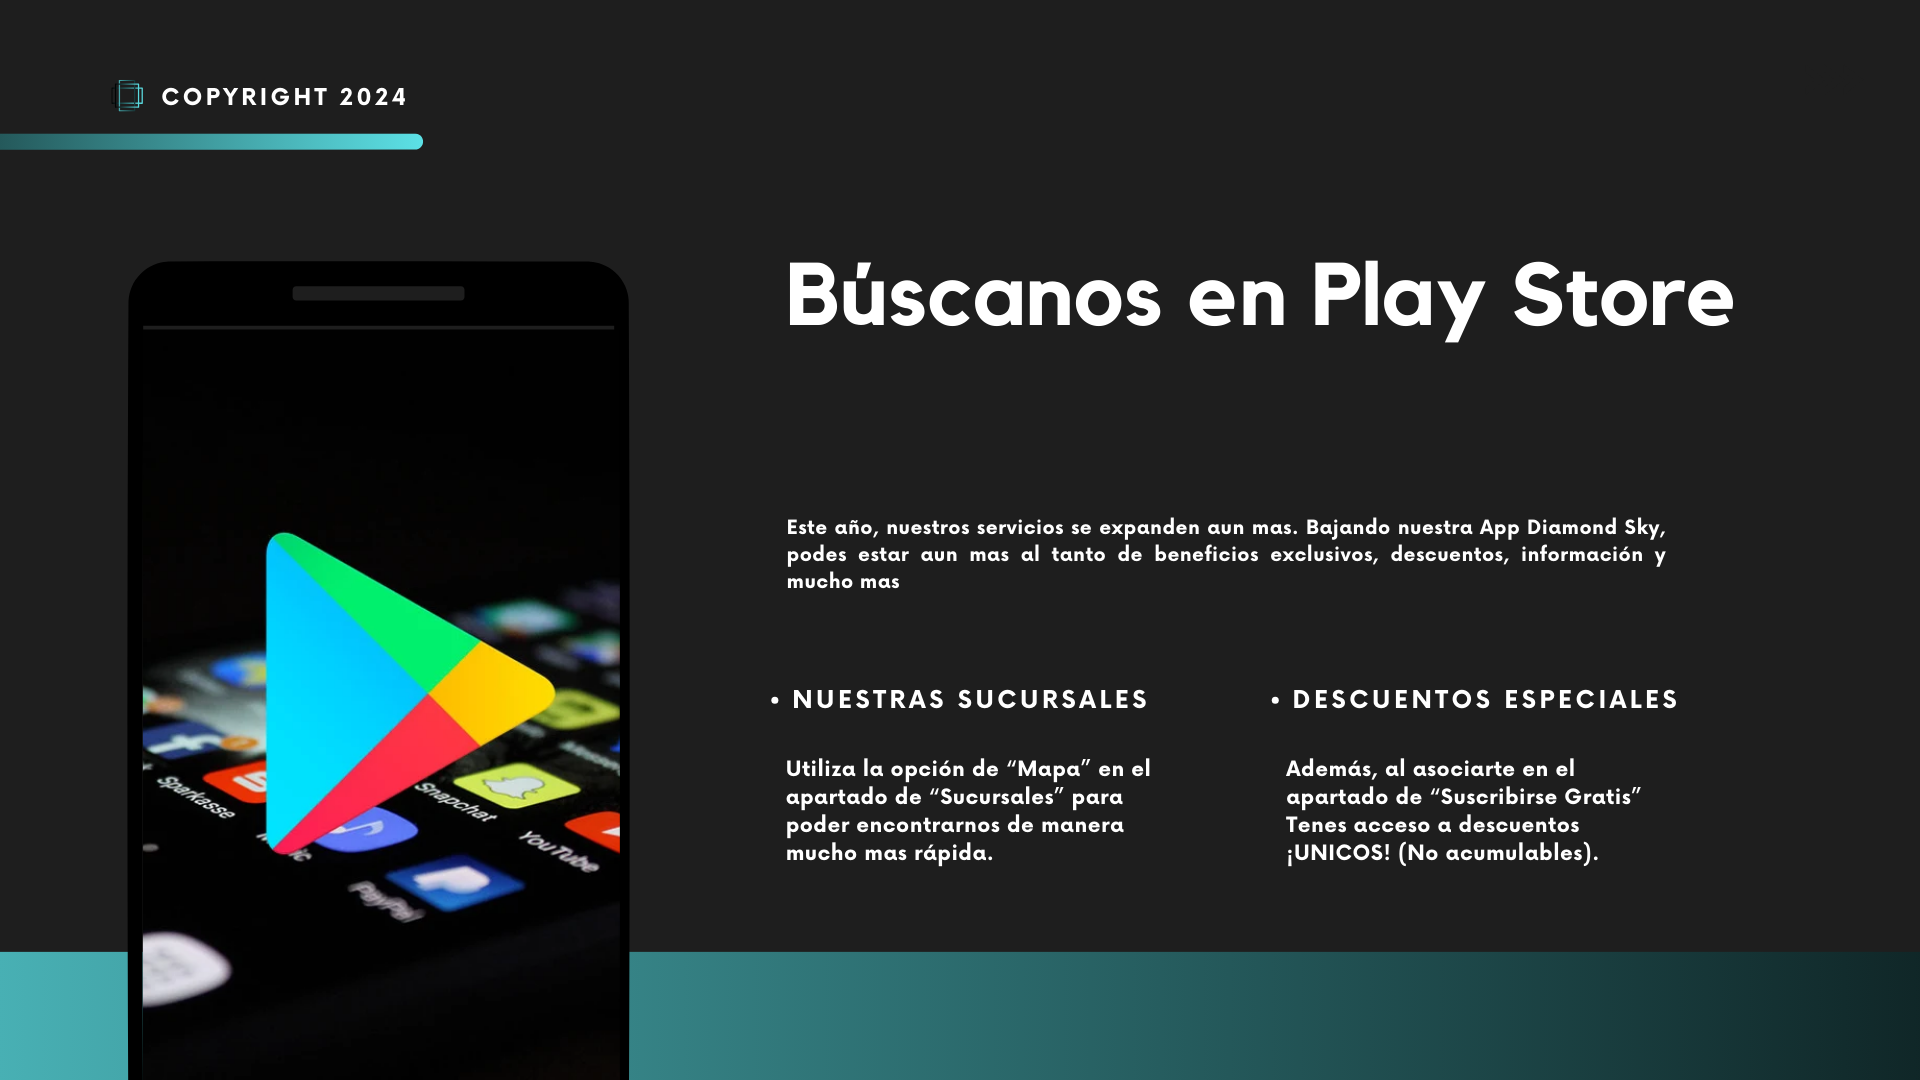 COPYRIGHT 2024
Búscanos en Play Store
Este año, nuestros servicios se expanden aun mas. Bajando nuestra App Diamond Sky,
podes estar aun mas al tanto de beneficios exclusivos, descuentos, información y
mucho mas
• NUESTRAS SUCURSALES
Utiliza la opción de “Mapa” en el
apartado de “Sucursales” para
poder encontrarnos de manera
mucho mas rápida.
• DESCUENTOS ESPECIALES
Además, al asociarte en el
apartado de “Suscribirse Gratis”
Tenes acceso a descuentos
¡UNICOS! (No acumulables).
Sparkasse
Snapchat
YouTube
PayPal